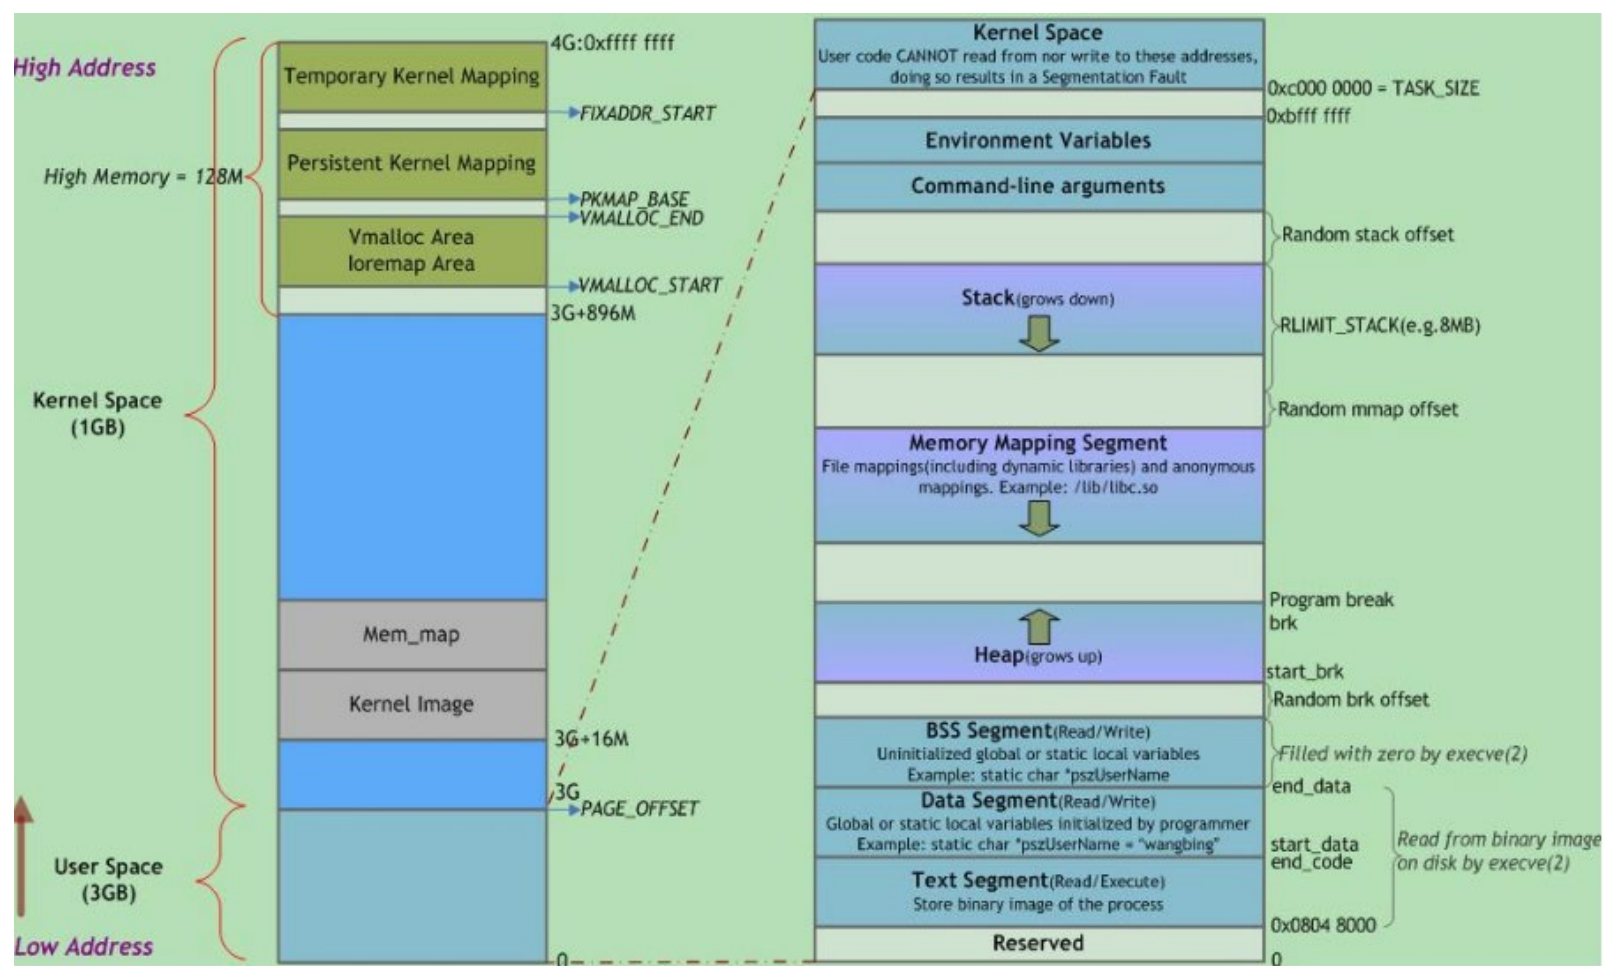 High Address
High Memory = 128M
Kernel Space
(1GB)
User Space
(3GB)
Low Address
Temporary Kernel Mapping
Persistent Kernel Mapping
Vmalloc Area
Ioremap Area
Mem_map
Kernel Image
4G:0xffff ffff
FIXADDR_START
PKMAP_BASE
VMALLOC_END
VMALLOC_START
3G+896M
3G+16M
3G
PAGE_OFFSET
0
Kernel Space
User code CANNOT read from nor write to these addresses,
doing so results in a Segmentation Fault
Environment Variables
Command-line arguments
Stack(grows down)
Memory Mapping Segment
File mappings(including dynamic libraries) and anonymous
mappings. Example: /lib/libc.so
Heap(grows up)
BSS Segment(Read/Write)
Uninitialized global or static local variables
Example: static char *pszUserName
Data Segment(Read/Write)
Global or static local variables initialized by programmer
Example: static char *pszUserName = "wangbing"
Text Segment(Read/Execute)
Store binary image of the process
Reserved
0xc000 0000 = TASK_SIZE
0xbfff ffff
Random stack offset
RLIMIT_STACK(e.g.8MB)
Random mmap offset
Program break
brk
start_brk
Random brk offset
Filled with zero by execve(2)
end_data
start_data
end_code
Read from binary image
on disk by execve(2)
0x0804 8000
0